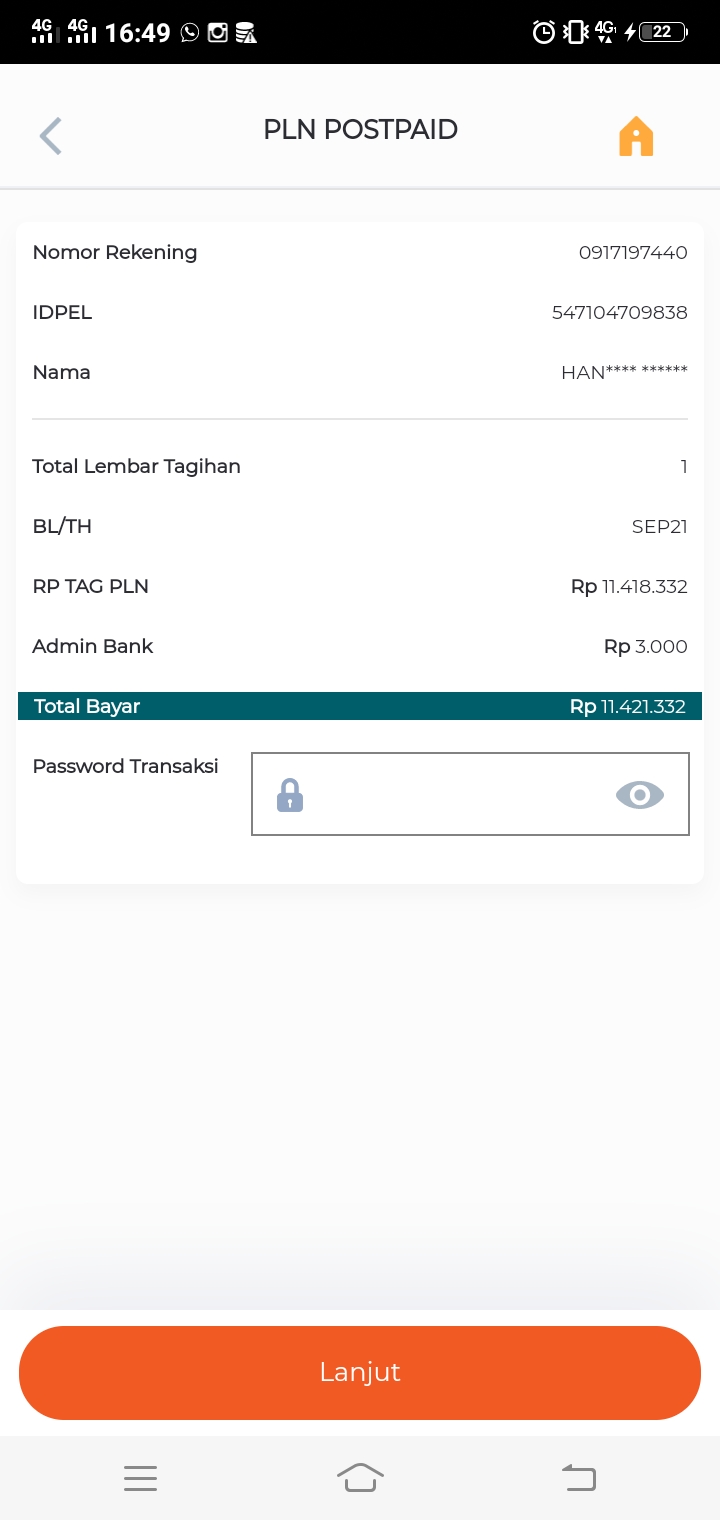 4G 4G 16:49 4G 22
PLN POSTPAID
Nomor Rekening 0917197440
IDPEL 547104709838
Nama HAN**** ******
Total Lembar Tagihan 1
BL/TH SEP21
RP TAG PLN Rp 11.418.332
Admin Bank Rp 3.000
Total Bayar Rp 11.421.332
Password Transaksi
Lanjut